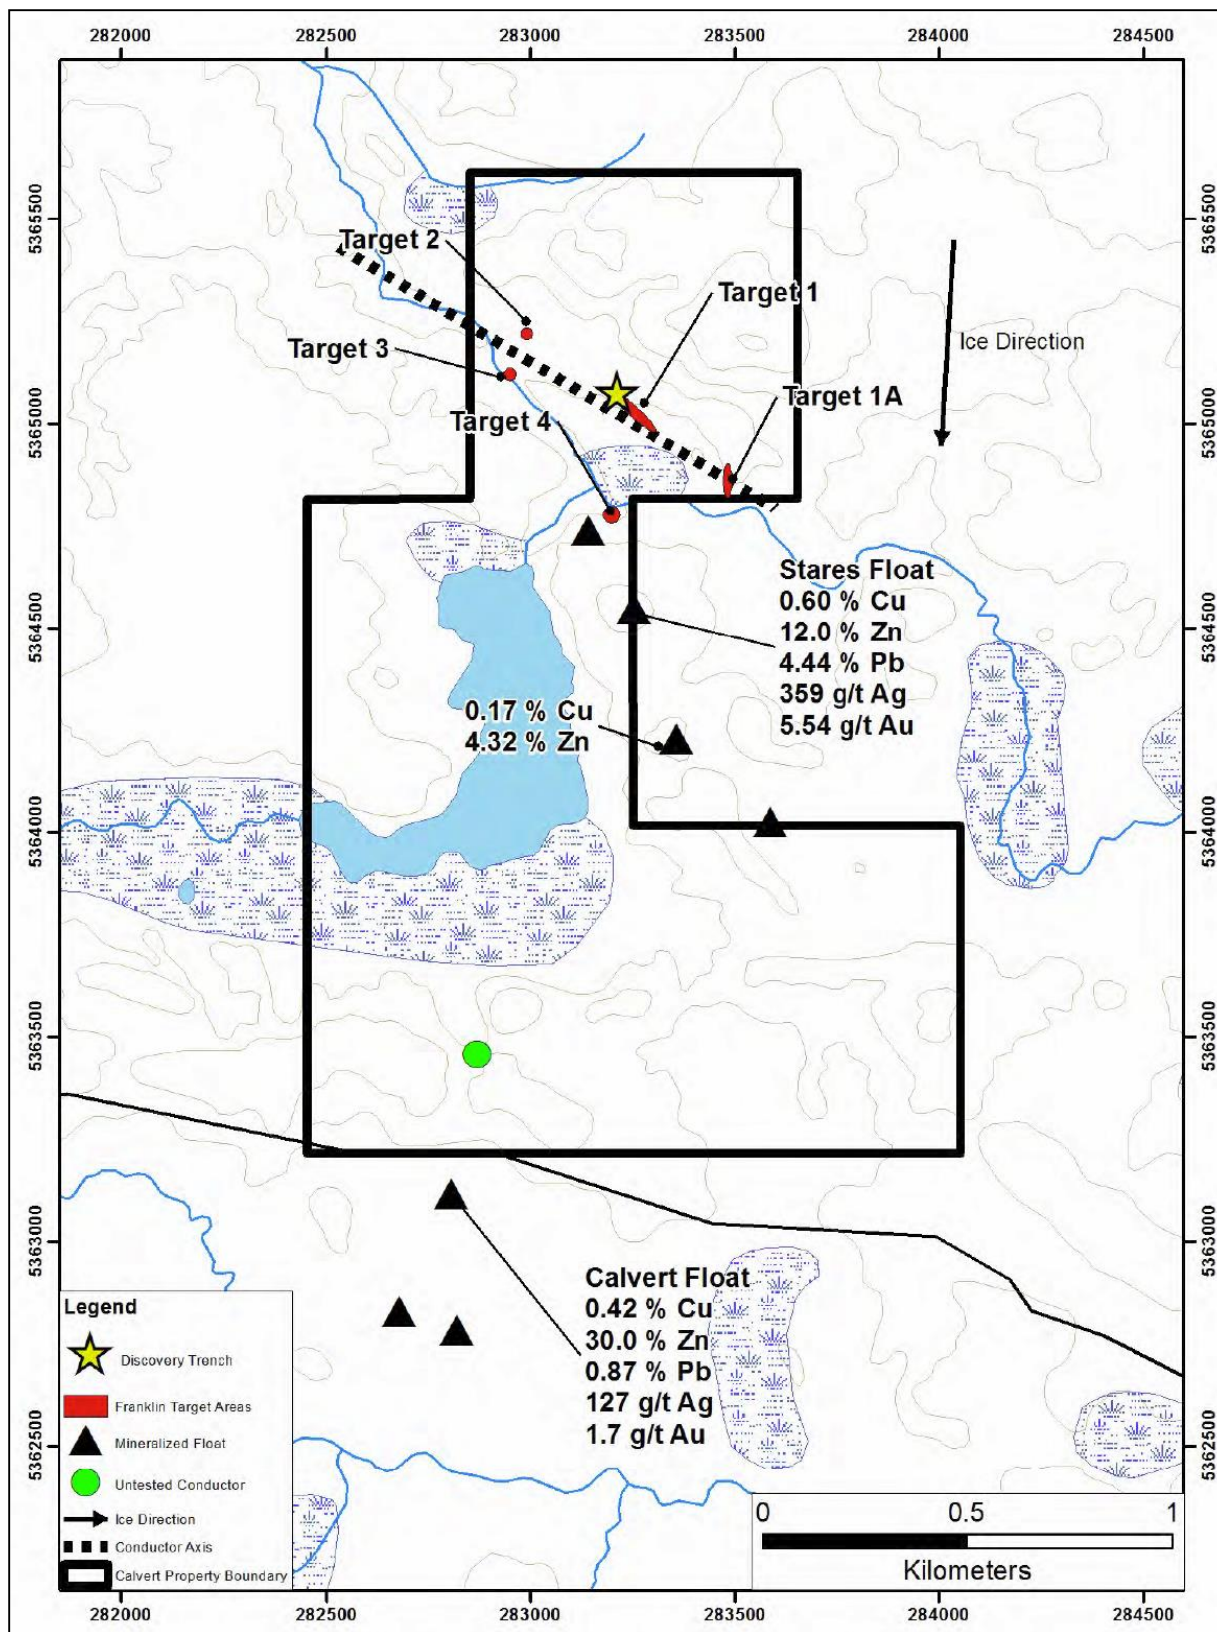 282000 282500 283000 283500 284000 284500
5365500
5365000
5364500
5364000
5363500
5363000
5362500
5365500
5365000
5364500
5364000
5363500
5363000
5362500
Target 2
Target 1
Target 3
Ice Direction
Target 1A
Target 4
Stares Float
0.60 % Cu
12.0 % Zn
4.44 % Pb
359 g/t Ag
5.54 g/t Au
0.17 % Cu
4.32 % Zn
Calvert Float
0.42 % Cu
30.0 % Zn
0.87 % Pb
127 g/t Ag
1.7 g/t Au
Legend
Discovery Trench
Franklin Target Areas
Mineralized Float
Untested Conductor
Ice Direction
Conductor Axis
Calvert Property Boundary
0 0.5 1
Kilometers
282000 282500 283000 283500 284000 284500